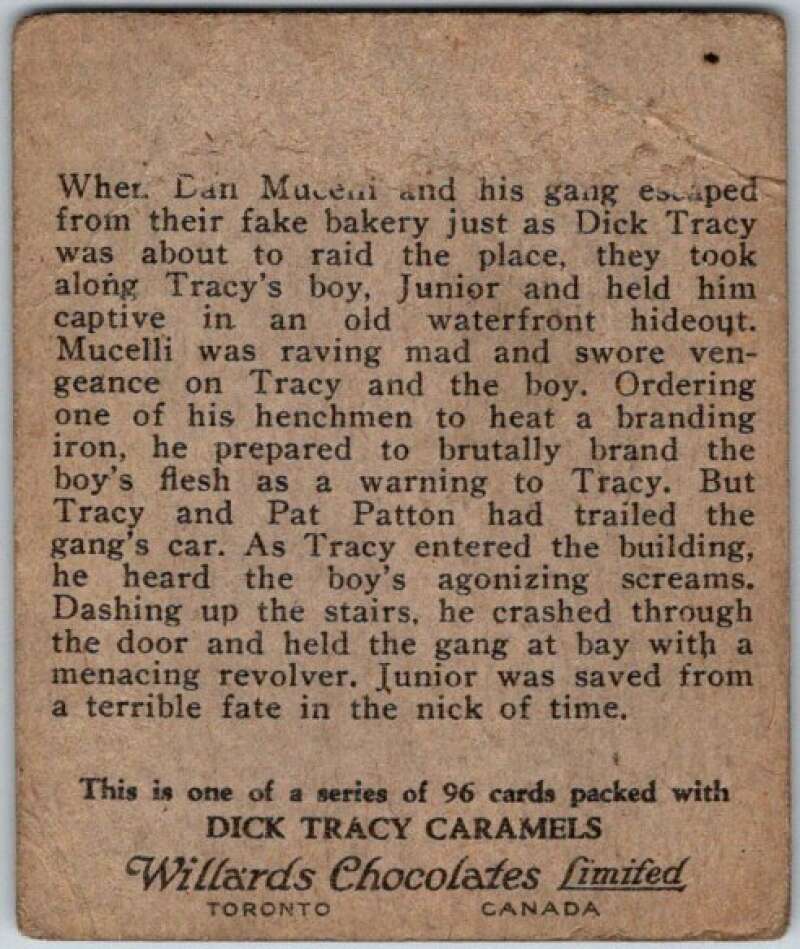 When Dan Mucelli and his gang escaped
from their fake bakery just as Dick Tracy
was about to raid the place, they took
along Tracy's boy, Junior and held him
captive in an old waterfront hideout.
Mucelli was raving mad and swore ven-
geance on Tracy and the boy. Ordering
one of his henchmen to heat a branding
iron, he prepared to brutally brand the
boy's flesh as a warning to Tracy. But
Tracy and Pat Patton had trailed the
gang's car. As Tracy entered the building,
he heard the boy's agonizing screams.
Dashing up the stairs, he crashed through
the door and held the gang at bay with a
menacing revolver. Junior was saved from
a terrible fate in the nick of time.
This is one of a series of 96 cards packed with
DICK TRACY CARAMELS
Willards Chocolates Limited
TORONTO CANADA